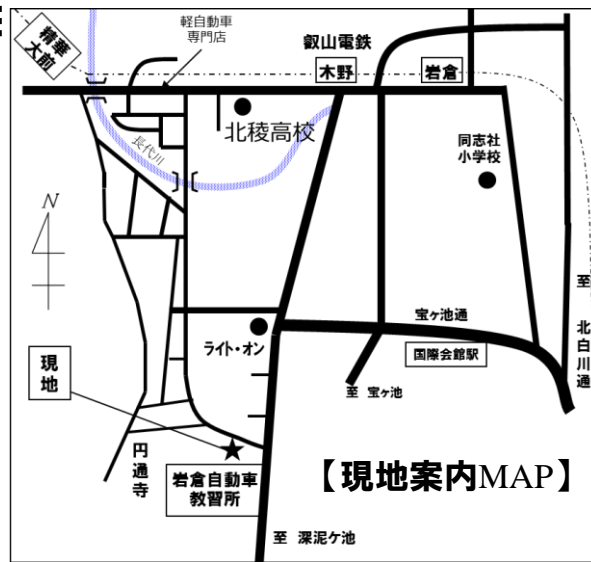 精華
大前
軽自動車
専門店
叡山電鉄
木野
岩倉
北稜高校
同志社
小学校
長代川
N
至 北白川通
宝ヶ池通
国際会館駅
ライト・オン
至 宝ヶ池
現地
円通寺
岩倉自動車
教習所
【現地案内MAP】
至 深泥ケ池